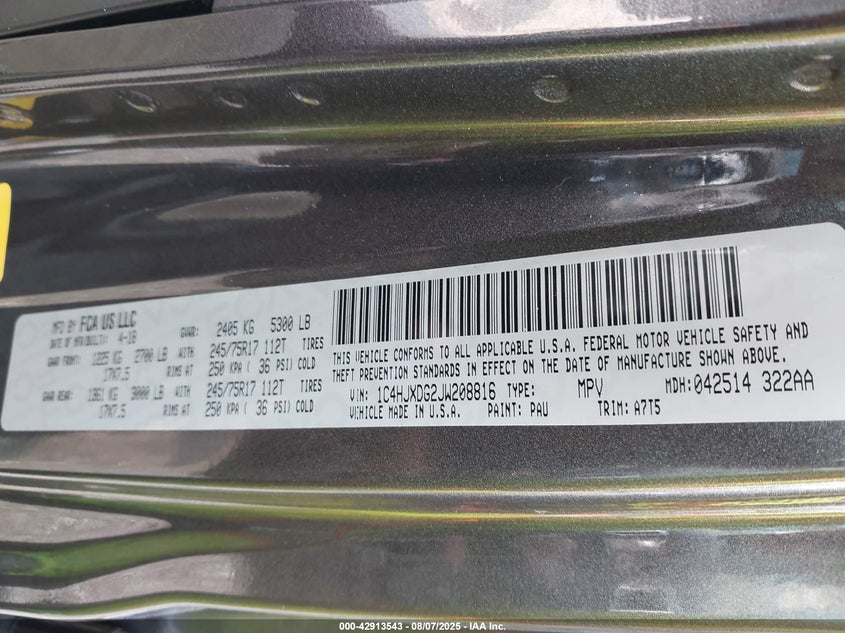 MFD BY FCA US LLC
DATE OF MFR(BUILT): 4-18 GVWR: 2405 KG 5300 LB
GAWR FRONT: 1225 KG 2700 LB WITH 245/75R17 112T TIRES
17X7.5 RIMS AT 250 KPA ( 36 PSI) COLD
GAWR REAR: 1361 KG 3000 LB WITH 245/75R17 112T TIRES
17X7.5 RIMS AT 250 KPA ( 36 PSI) COLD
THIS VEHICLE CONFORMS TO ALL APPLICABLE U.S.A. FEDERAL MOTOR VEHICLE SAFETY AND
THEFT PREVENTION STANDARDS IN EFFECT ON THE DATE OF MANUFACTURE SHOWN ABOVE.
VIN: 1C4HJXDG2JW208816 TYPE: MPV MDH: 042514 322AA
VEHICLE MADE IN U.S.A. PAINT: PAU TRIM: A7T5
000-42913543 - 08/07/2025 - IAA Inc.